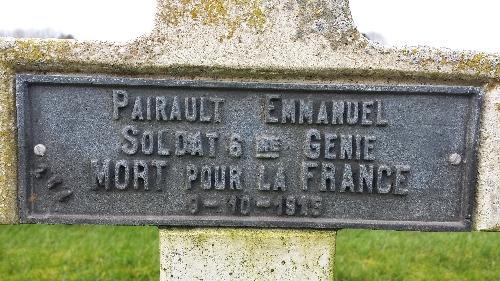 PAIRAULT EMMANUEL
SOLDAT 6 ME GENIE
MORT POUR LA FRANCE
9-10-1915